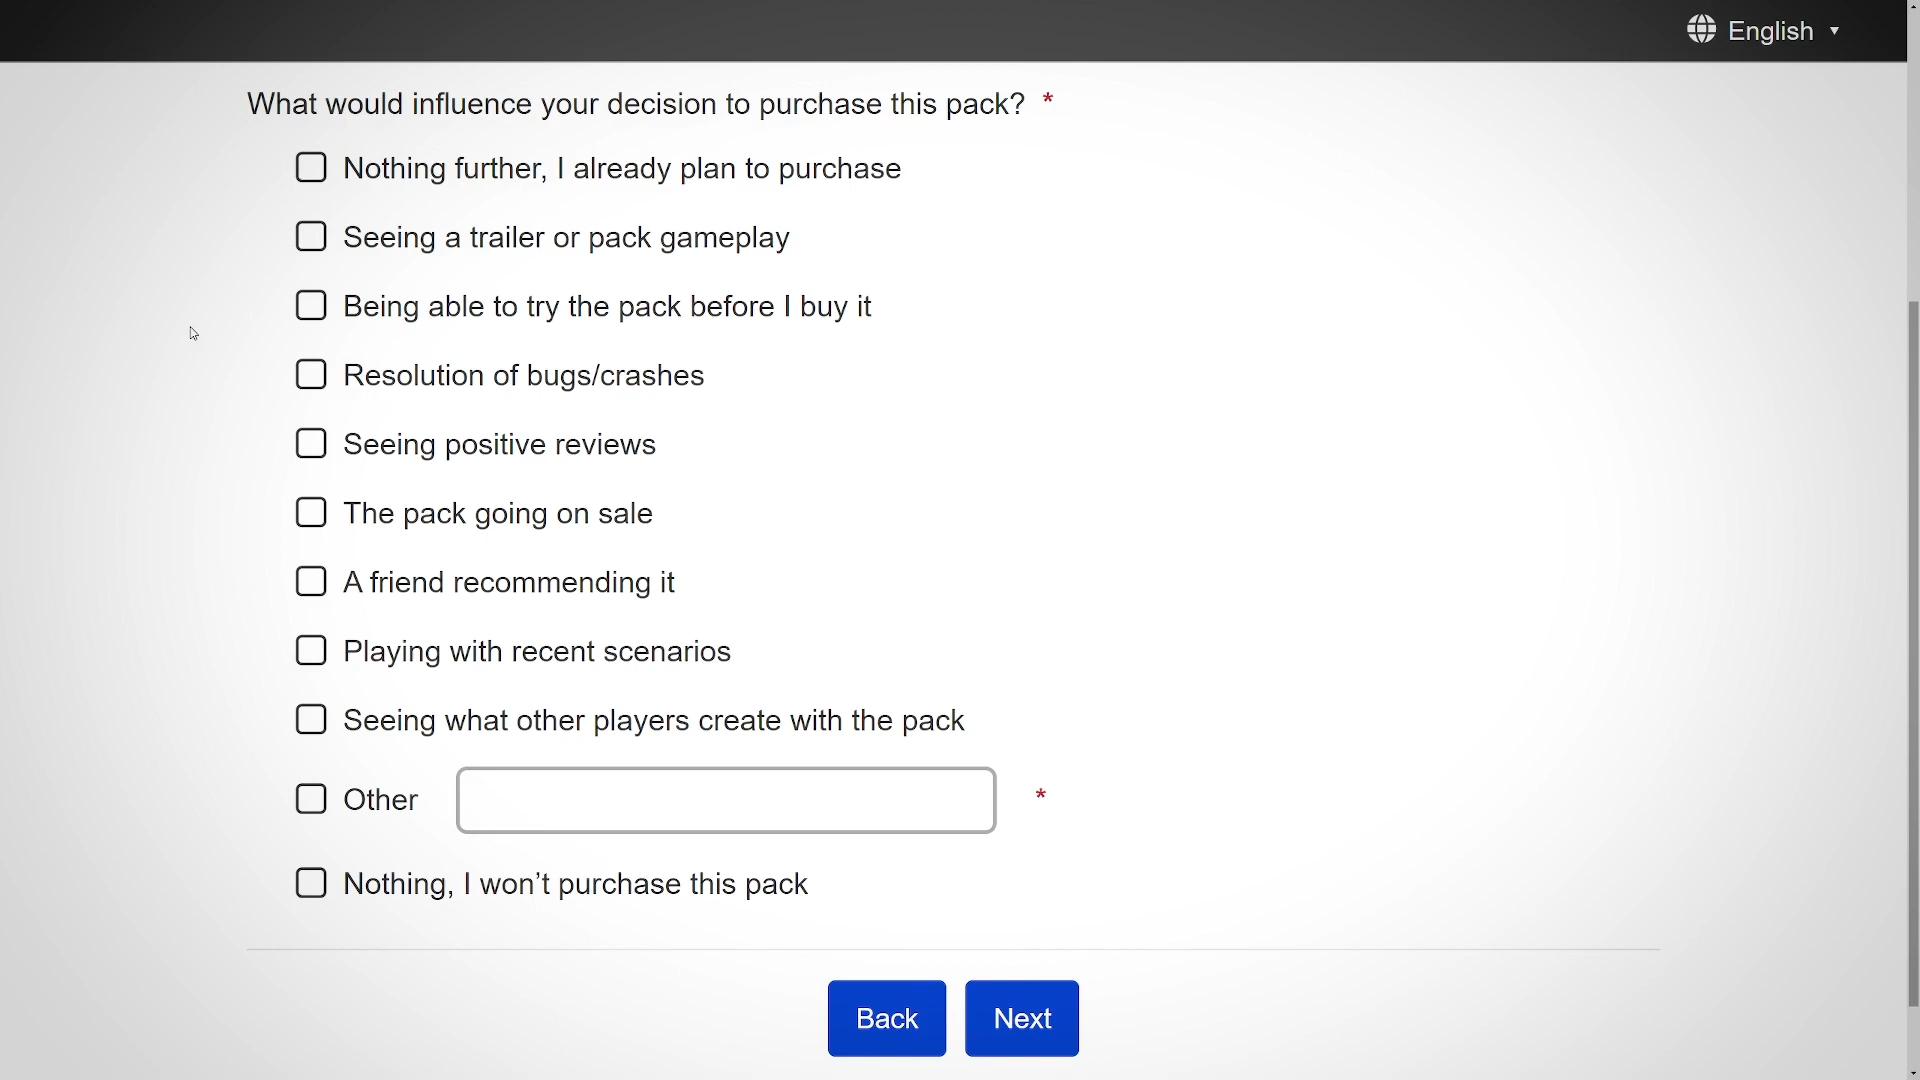 English
What would influence your decision to purchase this pack? *
Nothing further, I already plan to purchase
Seeing a trailer or pack gameplay
Being able to try the pack before I buy it
Resolution of bugs/crashes
Seeing positive reviews
The pack going on sale
A friend recommending it
Playing with recent scenarios
Seeing what other players create with the pack
Other *
Nothing, I won’t purchase this pack
Back Next